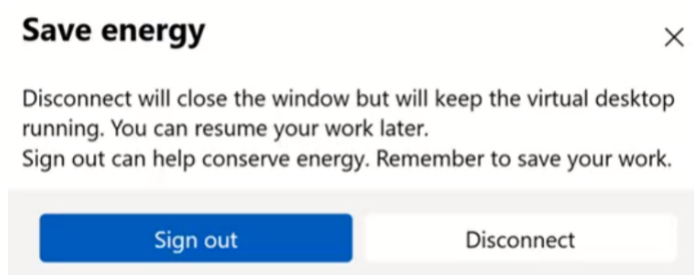 Save energy
Disconnect will close the window but will keep the virtual desktop
running. You can resume your work later.
Sign out can help conserve energy. Remember to save your work.
Sign out
Disconnect